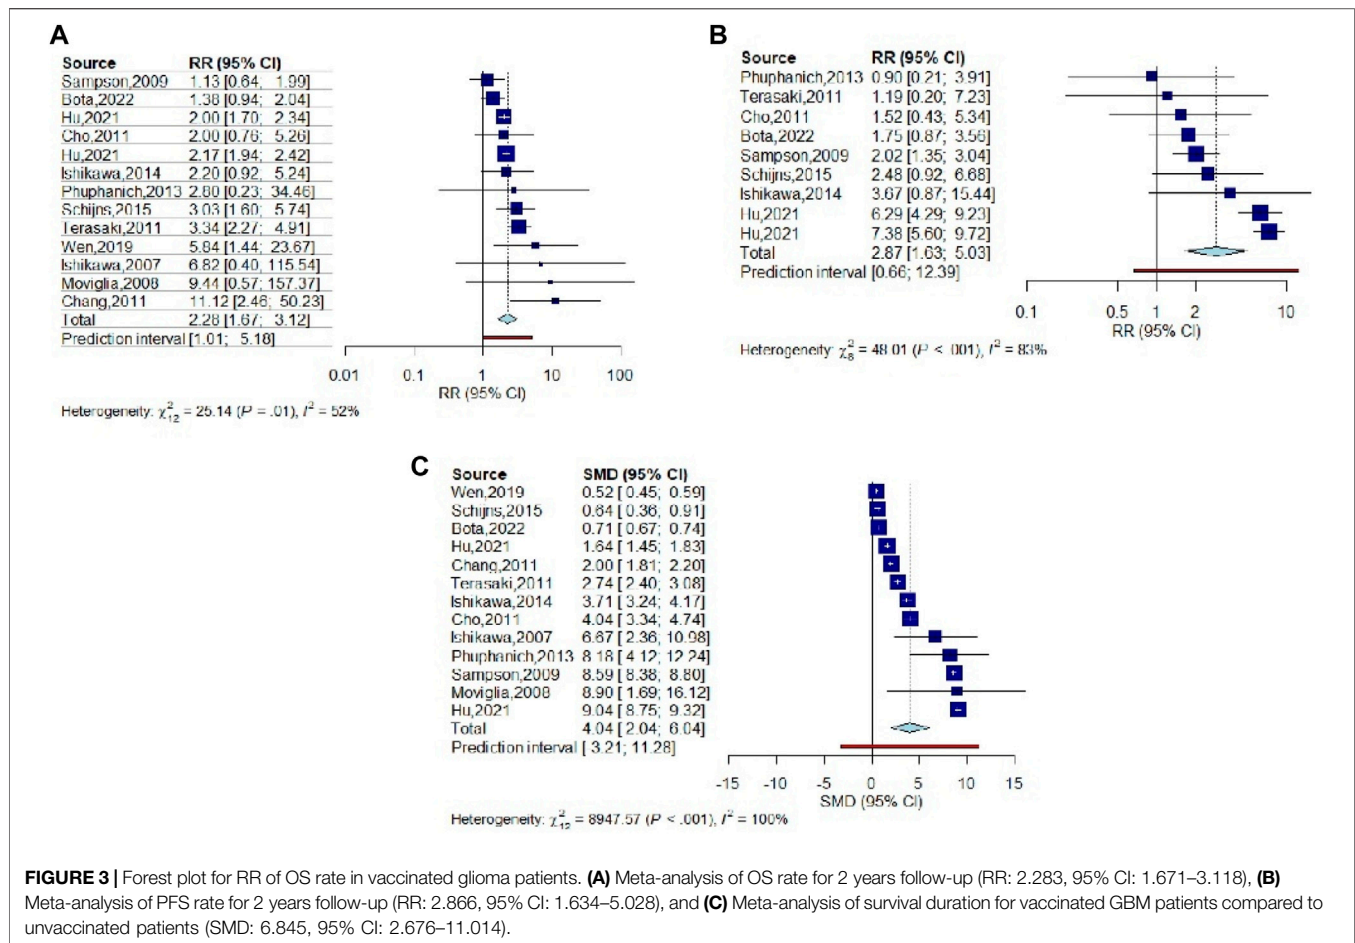 A
Source RR (95% CI)
Sampson,2009 1.13 [0.64; 1.99]
Bota,2022 1.38 [0.94; 2.04]
Hu,2021 2.00 [1.70; 2.34]
Cho,2011 2.00 [0.76; 5.26]
Hu,2021 2.17 [1.94; 2.42]
Ishikawa,2014 2.20 [0.92; 5.24]
Phuphanich,2013 2.80 [0.23; 34.46]
Schijns,2015 3.03 [1.60; 5.74]
Terasaki,2011 3.34 [2.27; 4.91]
Wen,2019 5.84 [1.44; 23.67]
Ishikawa,2007 6.82 [0.40; 115.54]
Moviglia,2008 9.44 [0.57; 157.37]
Chang,2011 11.12 [2.46; 50.23]
Total 2.28 [1.67; 3.12]
Prediction interval [1.01; 5.18]
0.01 0.1 1 10 100
RR (95% CI)
Heterogeneity: χ²₁₂ = 25.14 (P = .01), I² = 52%
B
Source RR (95% CI)
Phuphanich,2013 0.90 [0.21; 3.91]
Terasaki,2011 1.19 [0.20; 7.23]
Cho,2011 1.52 [0.43; 5.34]
Bota,2022 1.75 [0.87; 3.56]
Sampson,2009 2.02 [1.35; 3.04]
Schijns,2015 2.48 [0.92; 6.68]
Ishikawa,2014 3.67 [0.87; 15.44]
Hu,2021 6.29 [4.29; 9.23]
Hu,2021 7.38 [5.60; 9.72]
Total 2.87 [1.63; 5.03]
Prediction interval [0.66; 12.39]
0.1 0.5 1 2 10
RR (95% CI)
Heterogeneity: χ²₈ = 48.01 (P < .001), I² = 83%
C
Source SMD (95% CI)
Wen,2019 0.52 [ 0.45; 0.59]
Schijns,2015 0.64 [ 0.36; 0.91]
Bota,2022 0.71 [ 0.67; 0.74]
Hu,2021 1.64 [ 1.45; 1.83]
Chang,2011 2.00 [ 1.81; 2.20]
Terasaki,2011 2.74 [ 2.40; 3.08]
Ishikawa,2014 3.71 [ 3.24; 4.17]
Cho,2011 4.04 [ 3.34; 4.74]
Ishikawa,2007 6.67 [ 2.36; 10.98]
Phuphanich,2013 8.18 [ 4.12; 12.24]
Sampson,2009 8.59 [ 8.38; 8.80]
Moviglia,2008 8.90 [ 1.69; 16.12]
Hu,2021 9.04 [ 8.75; 9.32]
Total 4.04 [ 2.04; 6.04]
Prediction interval [ 3.21; 11.28]
-15 -10 -5 0 5 10 15
SMD (95% CI)
Heterogeneity: χ²₁₂ = 8947.57 (P < .001), I² = 100%
FIGURE 3 | Forest plot for RR of OS rate in vaccinated glioma patients. (A) Meta-analysis of OS rate for 2 years follow-up (RR: 2.283, 95% CI: 1.671–3.118), (B)
Meta-analysis of PFS rate for 2 years follow-up (RR: 2.866, 95% CI: 1.634–5.028), and (C) Meta-analysis of survival duration for vaccinated GBM patients compared to
unvaccinated patients (SMD: 6.845, 95% CI: 2.676–11.014).